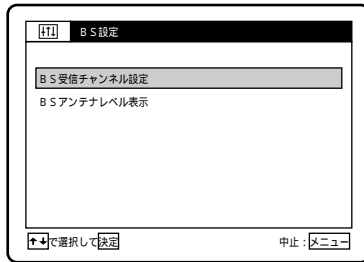 ＢＳ設定
ＢＳ受信チャンネル設定
ＢＳアンテナレベル表示
↑↓で選択して決定
中止：メニュー